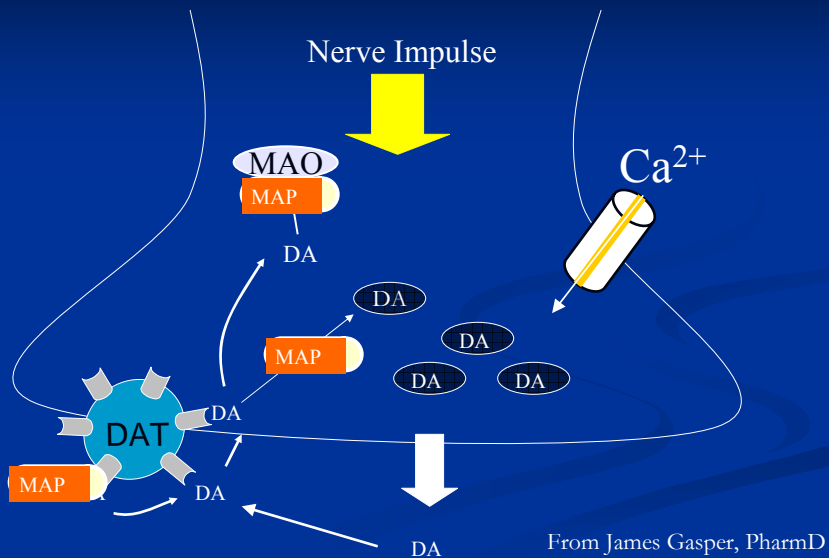 Nerve Impulse
MAO
MAP
DA
Ca²⁺
DA
DA
MAP
DA
DA
DA
DAT
MAP
DA
DA
From James Gasper, PharmD